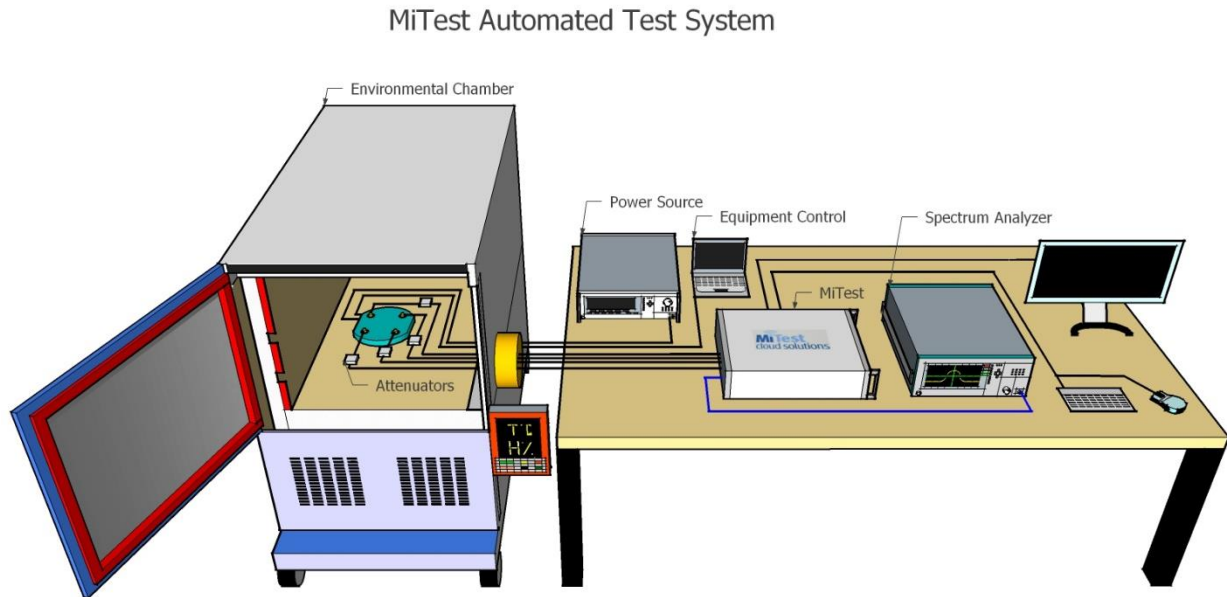 MiTest Automated Test System
Environmental Chamber
Power Source
Equipment Control
Spectrum Analyzer
MiTest
MiTest
cloud solutions
Attenuators
T°C
H%